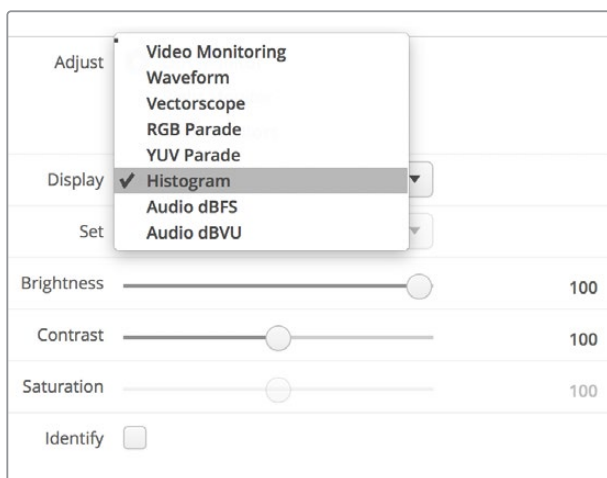 Adjust
Video Monitoring
Waveform
Vectorscope
RGB Parade
YUV Parade
Display ✓ Histogram
Audio dBFS
Set Audio dBVU
Brightness 100
Contrast 100
Saturation 100
Identify